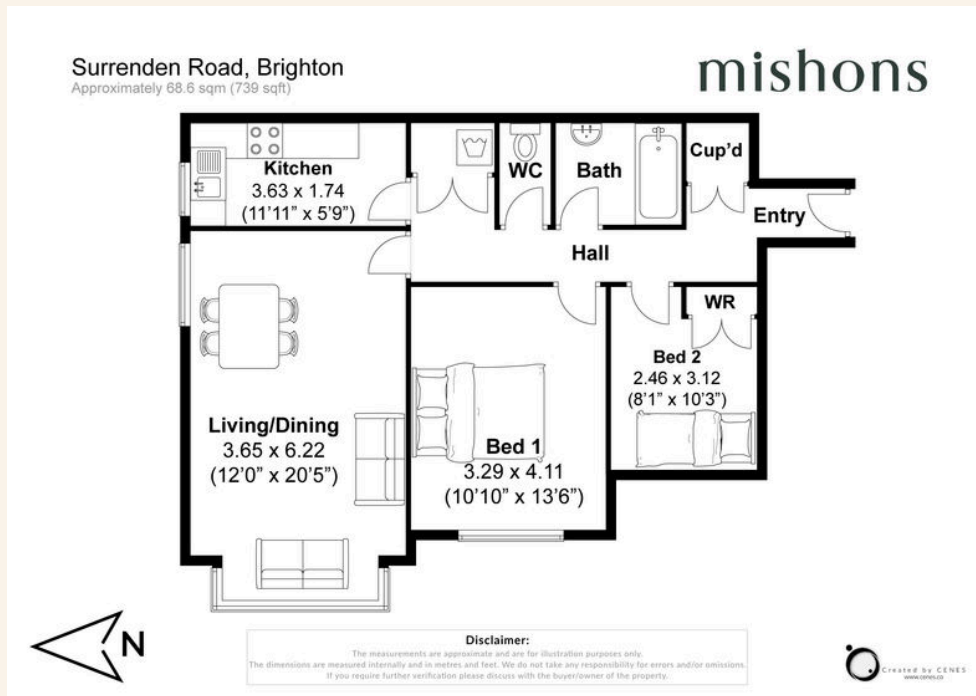 Surrenden Road, Brighton
Approximately 68.6 sqm (739 sqft)
mishons
Kitchen
3.63 x 1.74
(11’11” x 5’9”)
WC
Bath
Cup’d
Entry
Hall
WR
Bed 2
2.46 x 3.12
(8’1” x 10’3”)
Living/Dining
3.65 x 6.22
(12’0” x 20’5”)
Bed 1
3.29 x 4.11
(10’10” x 13’6”)
N
Disclaimer:
The measurements are approximate and are for illustration purposes only.
The dimensions are measured internally and in metres and feet. We do not take any responsibility for errors and/or omissions.
If you require further verification please discuss with the buyer/owner of the property.
Created by CENES
www.cenes.co